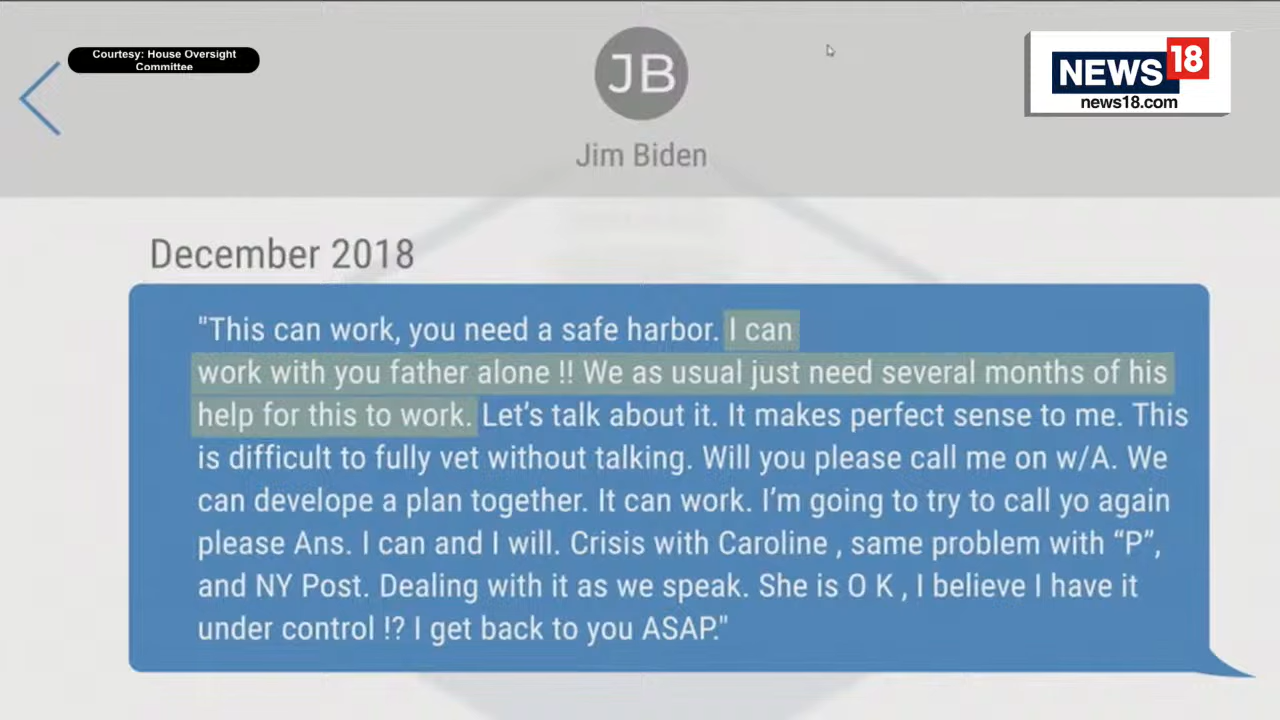 Courtesy: House Oversight
Committee
JB
NEWS 18
news18.com
Jim Biden
December 2018
"This can work, you need a safe harbor. I can
work with you father alone !! We as usual just need several months of his
help for this to work. Let's talk about it. It makes perfect sense to me. This
is difficult to fully vet without talking. Will you please call me on w/A. We
can develope a plan together. It can work. I'm going to try to call yo again
please Ans. I can and I will. Crisis with Caroline , same problem with “P”,
and NY Post. Dealing with it as we speak. She is O K , I believe I have it
under control !? I get back to you ASAP."